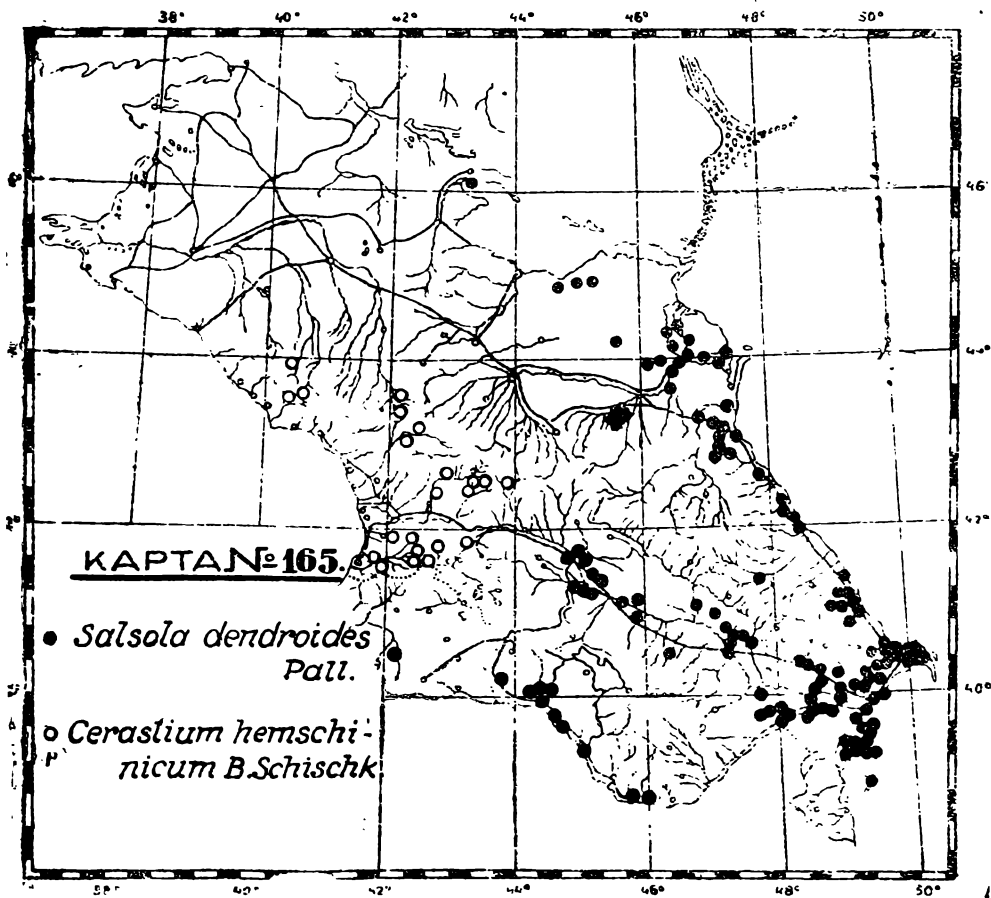 38° 40° 42° 44° 46° 48° 50°
46°
КАРТА № 165.
Salsola dendroides
Pall.
Cerastium hemschi-
nicum B.Schischk.
42°
40°
40° 42° 44° 46° 48° 50°